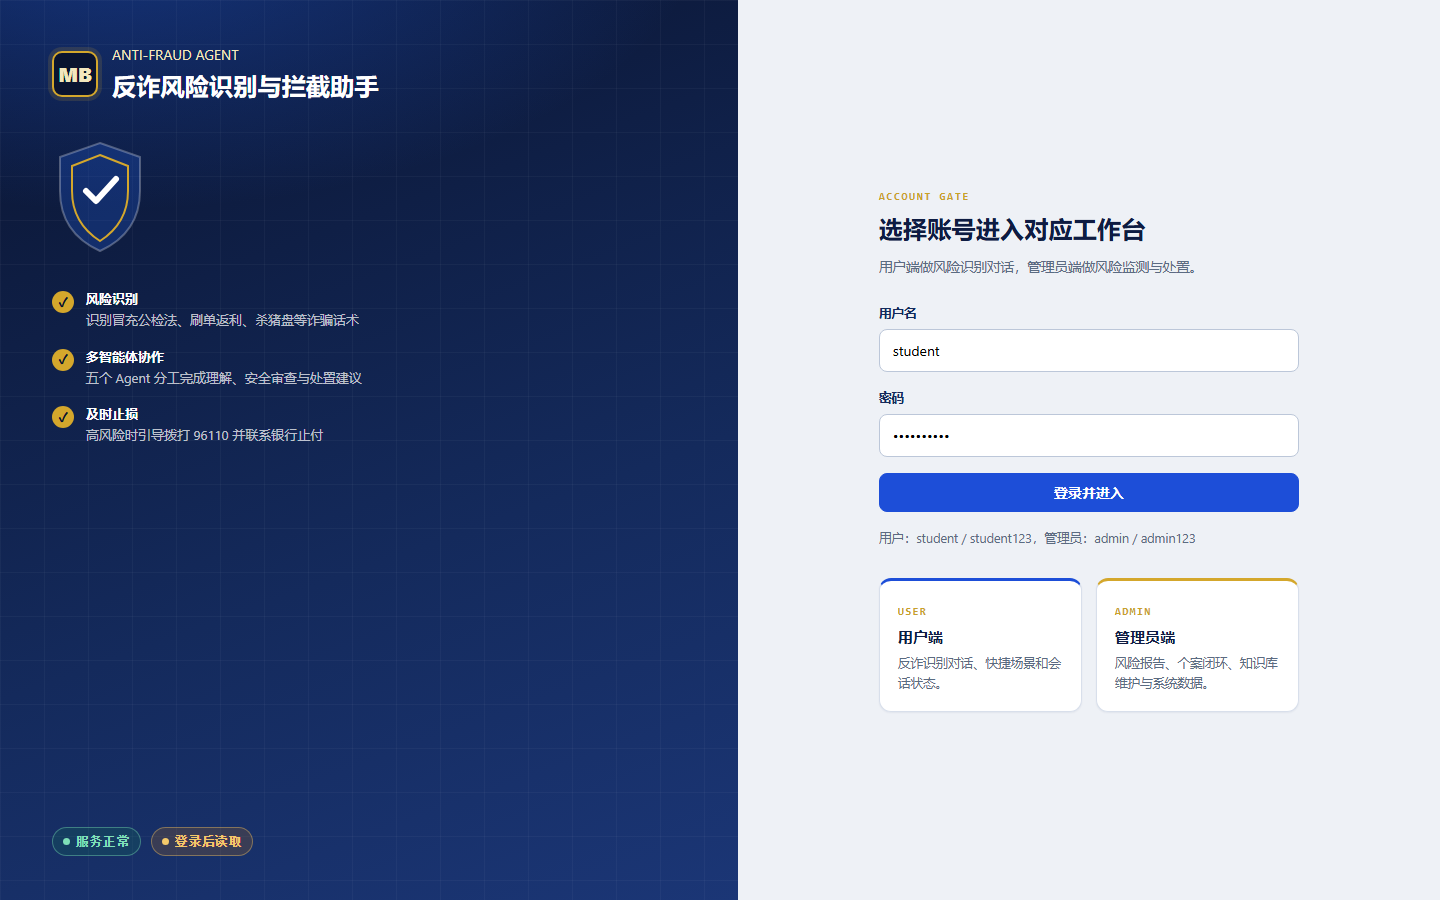 MB
ANTI-FRAUD AGENT
反诈风险识别与拦截助手
风险识别
识别冒充公检法、刷单返利、杀猪盘等诈骗话术
多智能体协作
五个 Agent 分工完成理解、安全审查与处置建议
及时止损
高风险时引导拨打 96110 并联系银行止付
服务正常
登录后读取
ACCOUNT GATE
选择账号进入对应工作台
用户端做风险识别对话，管理员端做风险监测与处置。
用户名
student
密码
••••••••••
登录并进入
用户：student / student123，管理员：admin / admin123
USER
用户端
反诈识别对话、快捷场景和会
话状态。
ADMIN
管理员端
风险报告、个案闭环、知识库
维护与系统数据。